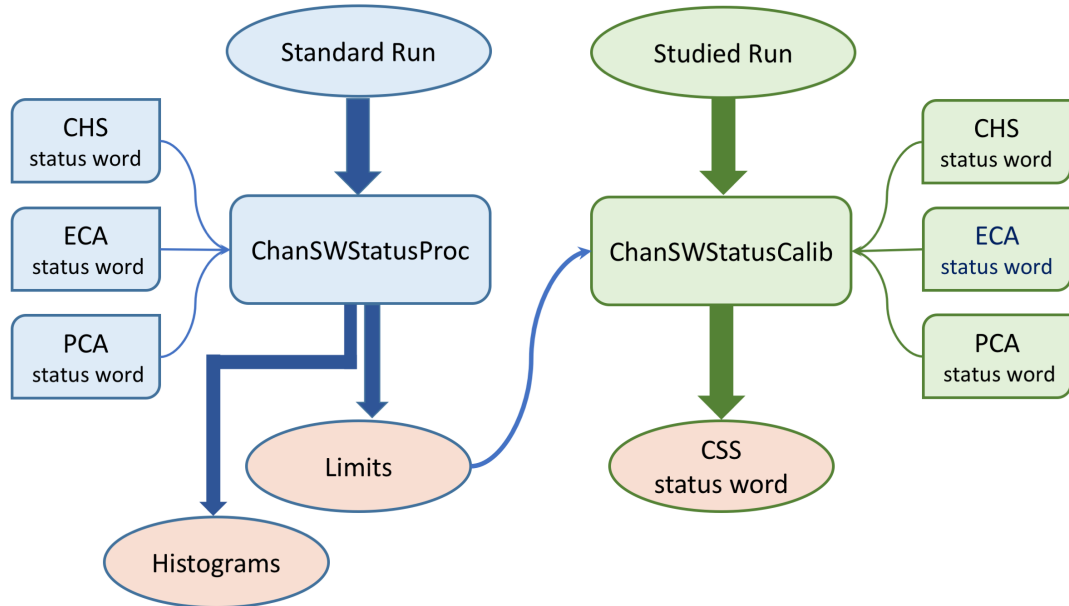 Standard Run
Studied Run
CHS
status word
ECA
status word
PCA
status word
ChanSWStatusProc
ChanSWStatusCalib
CHS
status word
ECA
status word
PCA
status word
Limits
CSS
status word
Histograms